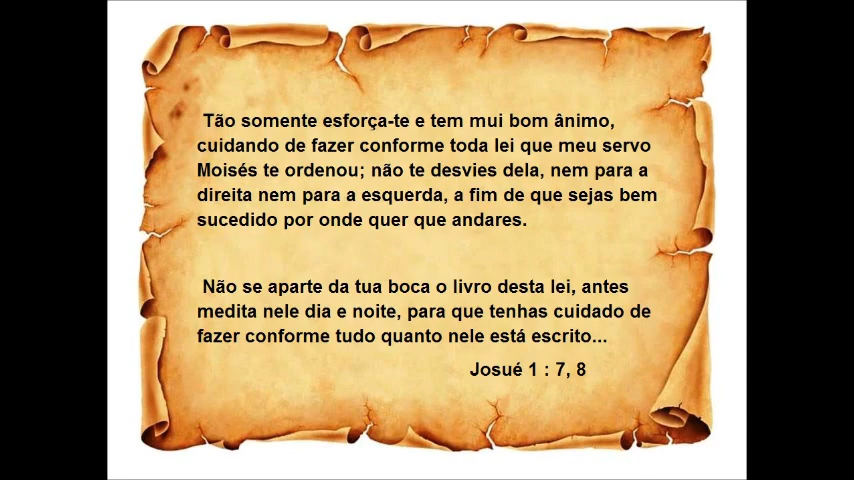 Tão somente esforça-te e tem mui bom ânimo,
cuidando de fazer conforme toda lei que meu servo
Moisés te ordenou; não te desvies dela, nem para a
direita nem para a esquerda, a fim de que sejas bem
sucedido por onde quer que andares.
Não se aparte da tua boca o livro desta lei, antes
medita nele dia e noite, para que tenhas cuidado de
fazer conforme tudo quanto nele está escrito...
Josué 1 : 7, 8